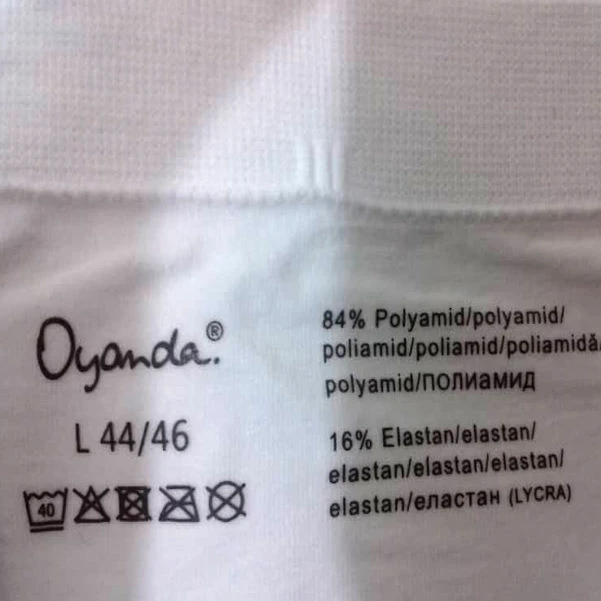 Oyanda.®
L 44/46
40
84% Polyamid/polyamid/
poliamid/poliamid/poliamidă,
polyamid/ПОЛИАМИД
16% Elastan/elastan/
elastan/elastan/elastan/
elastan/еластан (LYCRA)